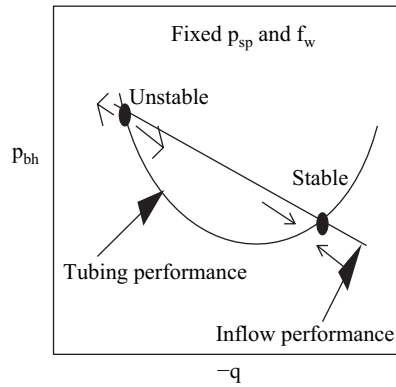 Fixed p_sp and f_w
Unstable
p_bh
Stable
Tubing performance
Inflow performance
−q